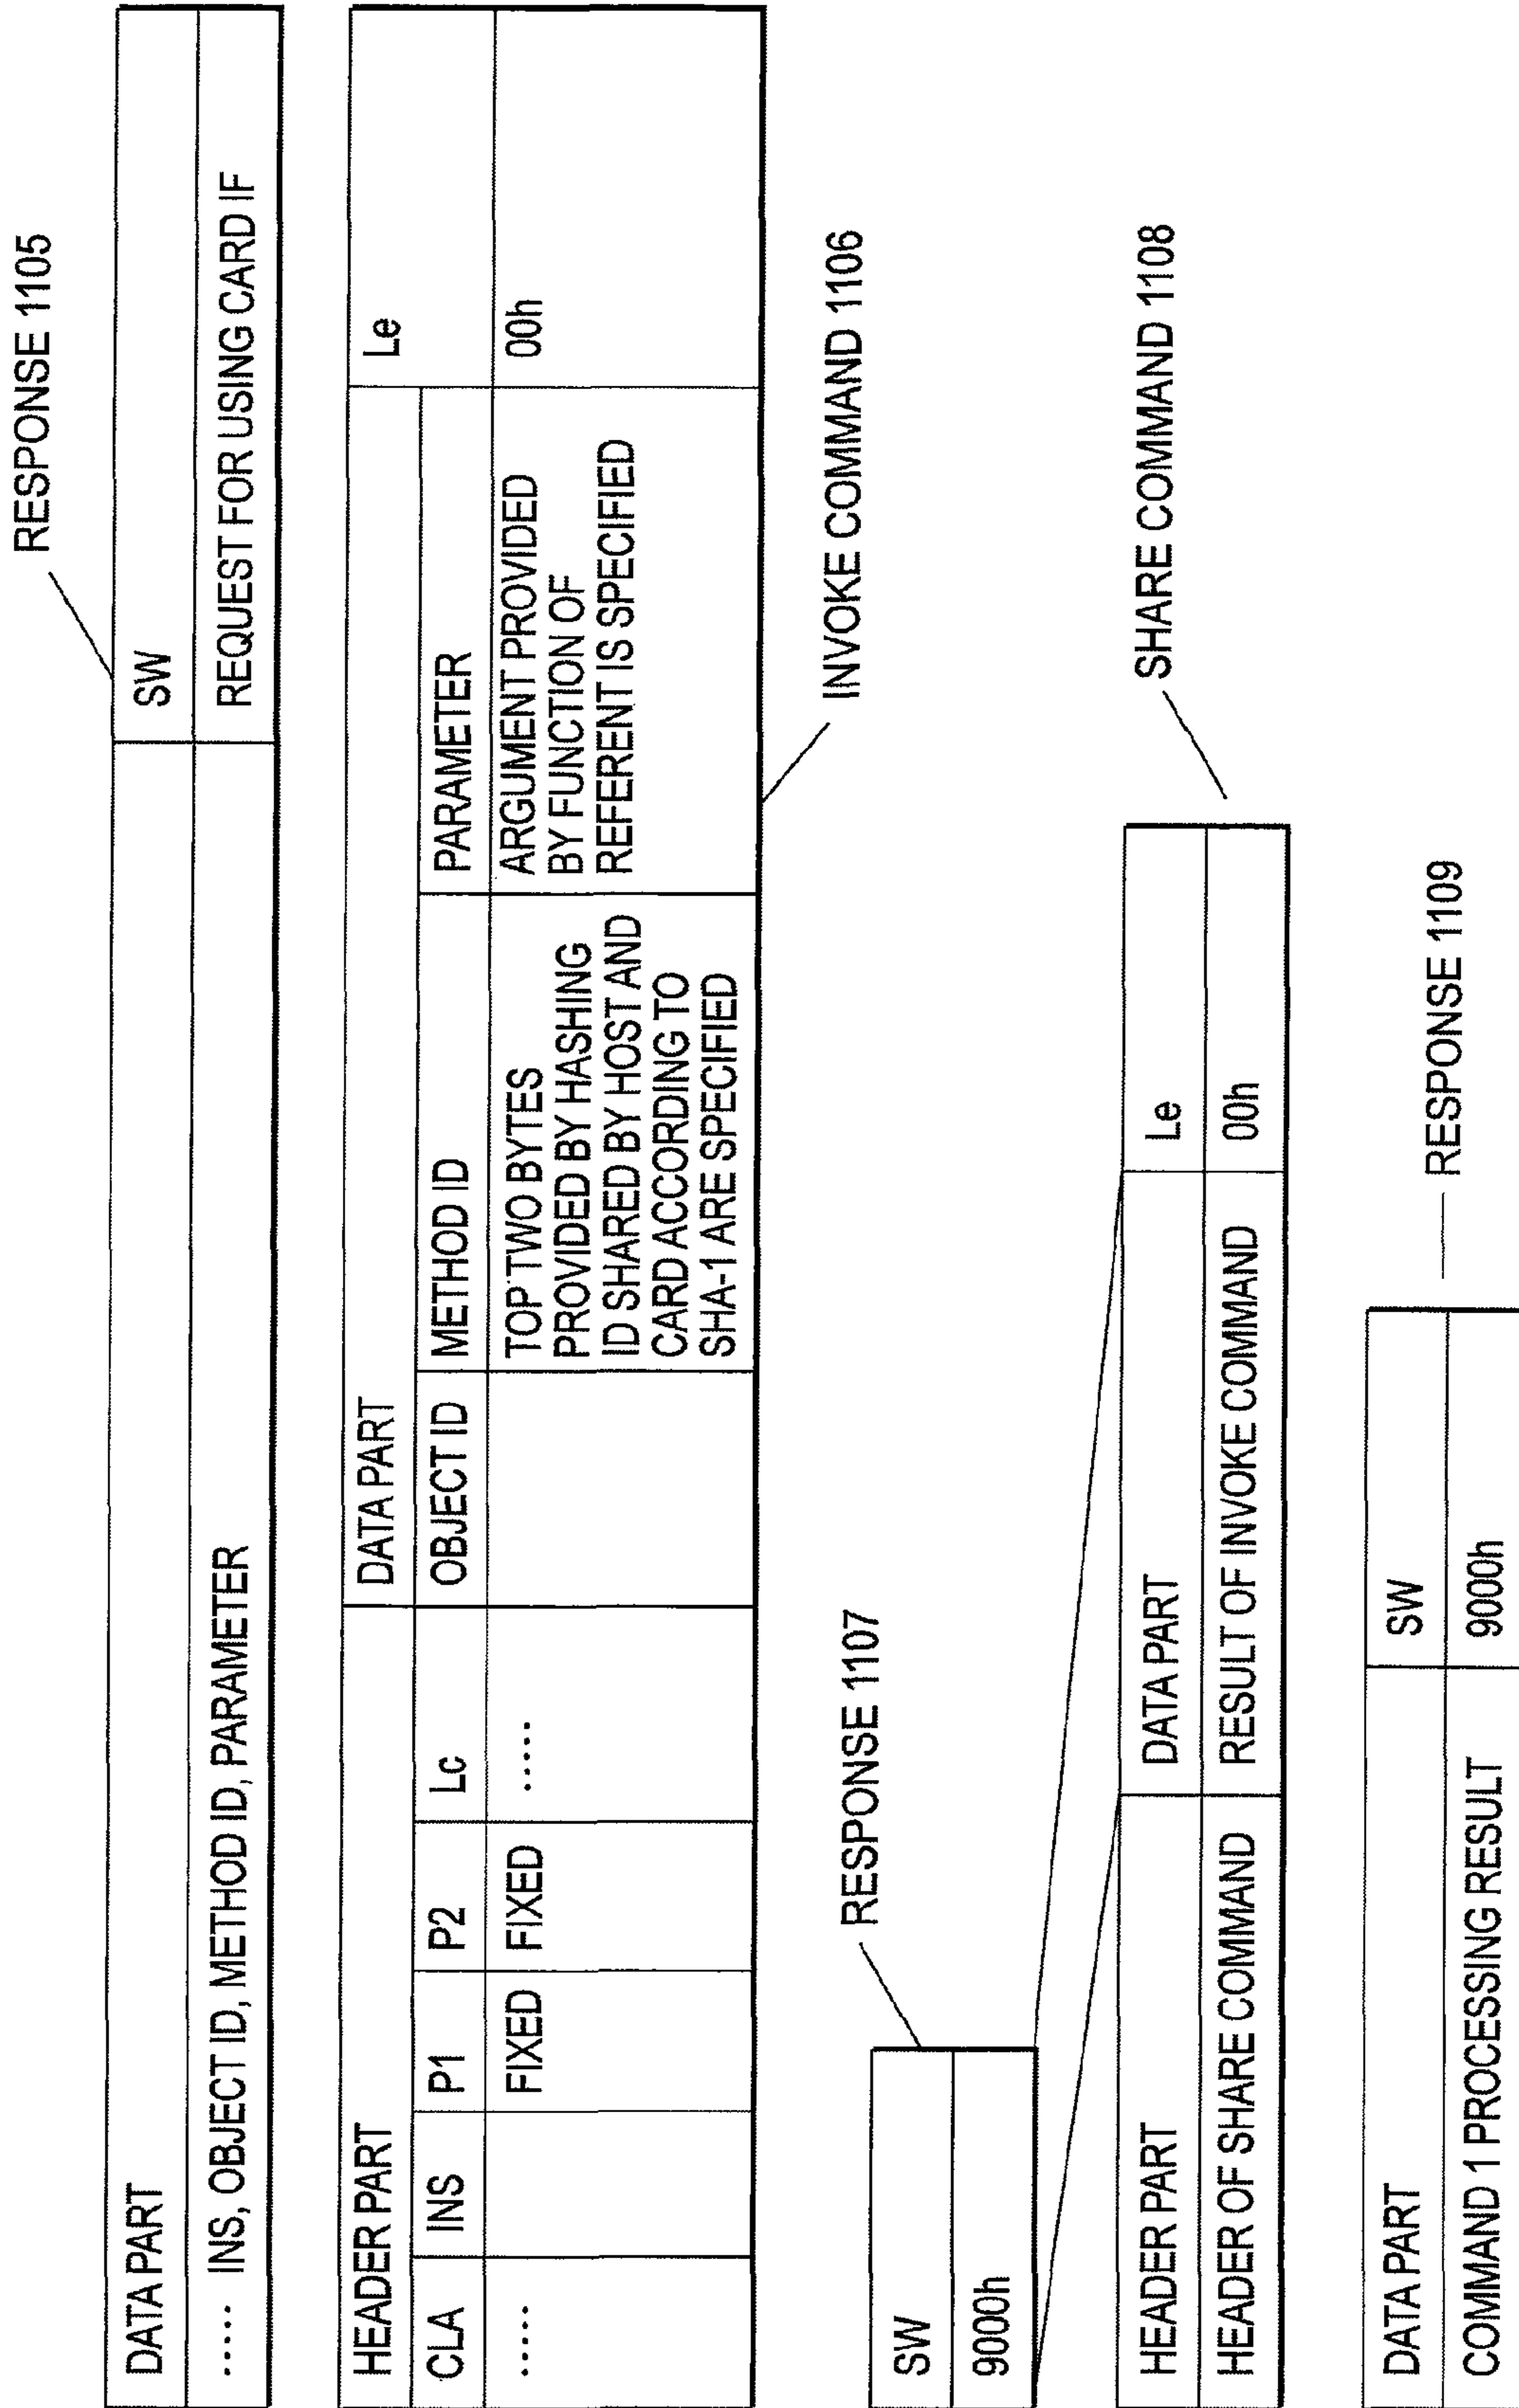 RESPONSE 1105
DATA PART
SW
..... INS, OBJECT ID, METHOD ID, PARAMETER
REQUEST FOR USING CARD IF
HEADER PART
DATA PART
Le
CLA
INS
P1
P2
Lc
OBJECT ID
METHOD ID
PARAMETER
.....
FIXED
FIXED
.....
TOP TWO BYTES
PROVIDED BY HASHING
ID SHARED BY HOST AND
CARD ACCORDING TO
SHA-1 ARE SPECIFIED
ARGUMENT PROVIDED
BY FUNCTION OF
REFERENT IS SPECIFIED
00h
INVOKE COMMAND 1106
RESPONSE 1107
SW
9000h
SHARE COMMAND 1108
HEADER PART
DATA PART
Le
HEADER OF SHARE COMMAND
RESULT OF INVOKE COMMAND
00h
RESPONSE 1109
DATA PART
SW
COMMAND 1 PROCESSING RESULT
9000h